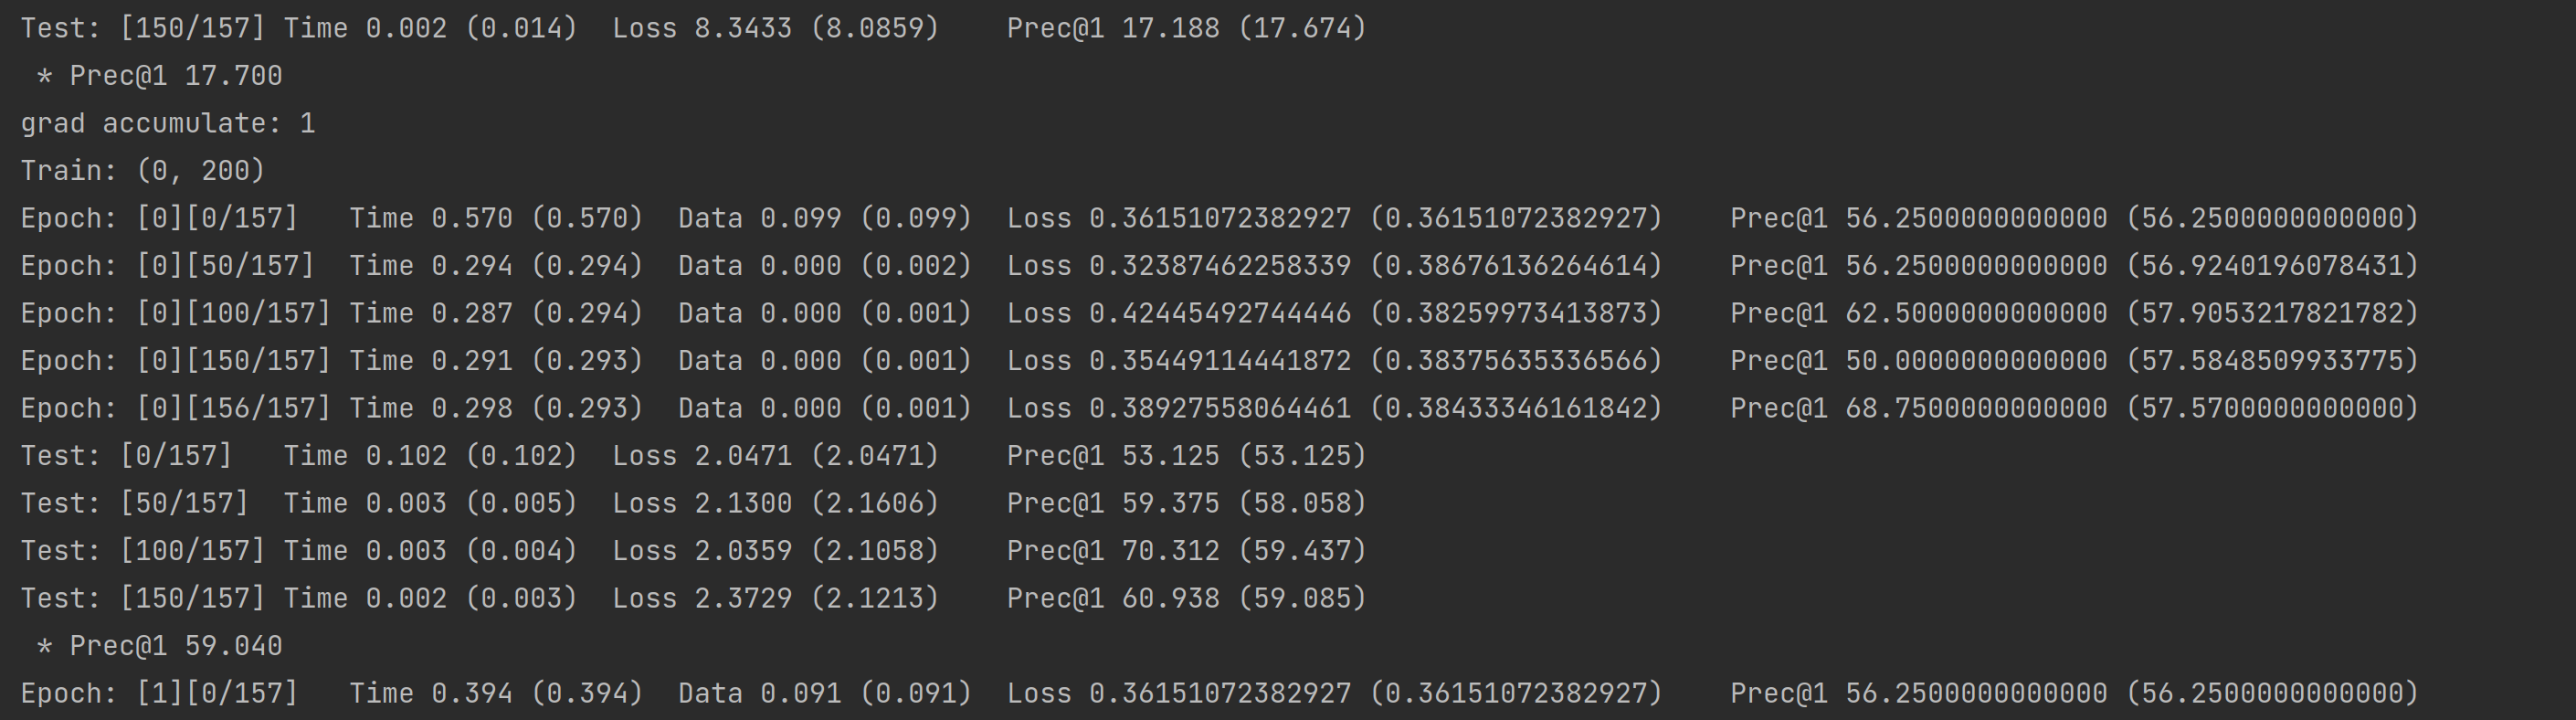 Test: [150/157] Time 0.002 (0.014)  Loss 8.3433 (8.0859)    Prec@1 17.188 (17.674)
 * Prec@1 17.700
grad accumulate: 1
Train: (0, 200)
Epoch: [0][0/157]   Time 0.570 (0.570)  Data 0.099 (0.099)  Loss 0.36151072382927 (0.36151072382927)    Prec@1 56.2500000000000 (56.2500000000000)
Epoch: [0][50/157]  Time 0.294 (0.294)  Data 0.000 (0.002)  Loss 0.32387462258339 (0.38676136264614)    Prec@1 56.2500000000000 (56.9240196078431)
Epoch: [0][100/157] Time 0.287 (0.294)  Data 0.000 (0.001)  Loss 0.42445492744446 (0.38259973413873)    Prec@1 62.5000000000000 (57.9053217821782)
Epoch: [0][150/157] Time 0.291 (0.293)  Data 0.000 (0.001)  Loss 0.35449114441872 (0.38375635336566)    Prec@1 50.0000000000000 (57.5848509933775)
Epoch: [0][156/157] Time 0.298 (0.293)  Data 0.000 (0.001)  Loss 0.38927558064461 (0.38433346161842)    Prec@1 68.7500000000000 (57.5700000000000)
Test: [0/157]   Time 0.102 (0.102)  Loss 2.0471 (2.0471)    Prec@1 53.125 (53.125)
Test: [50/157]  Time 0.003 (0.005)  Loss 2.1300 (2.1606)    Prec@1 59.375 (58.058)
Test: [100/157] Time 0.003 (0.004)  Loss 2.0359 (2.1058)    Prec@1 70.312 (59.437)
Test: [150/157] Time 0.002 (0.003)  Loss 2.3729 (2.1213)    Prec@1 60.938 (59.085)
 * Prec@1 59.040
Epoch: [1][0/157]   Time 0.394 (0.394)  Data 0.091 (0.091)  Loss 0.36151072382927 (0.36151072382927)    Prec@1 56.2500000000000 (56.2500000000000)